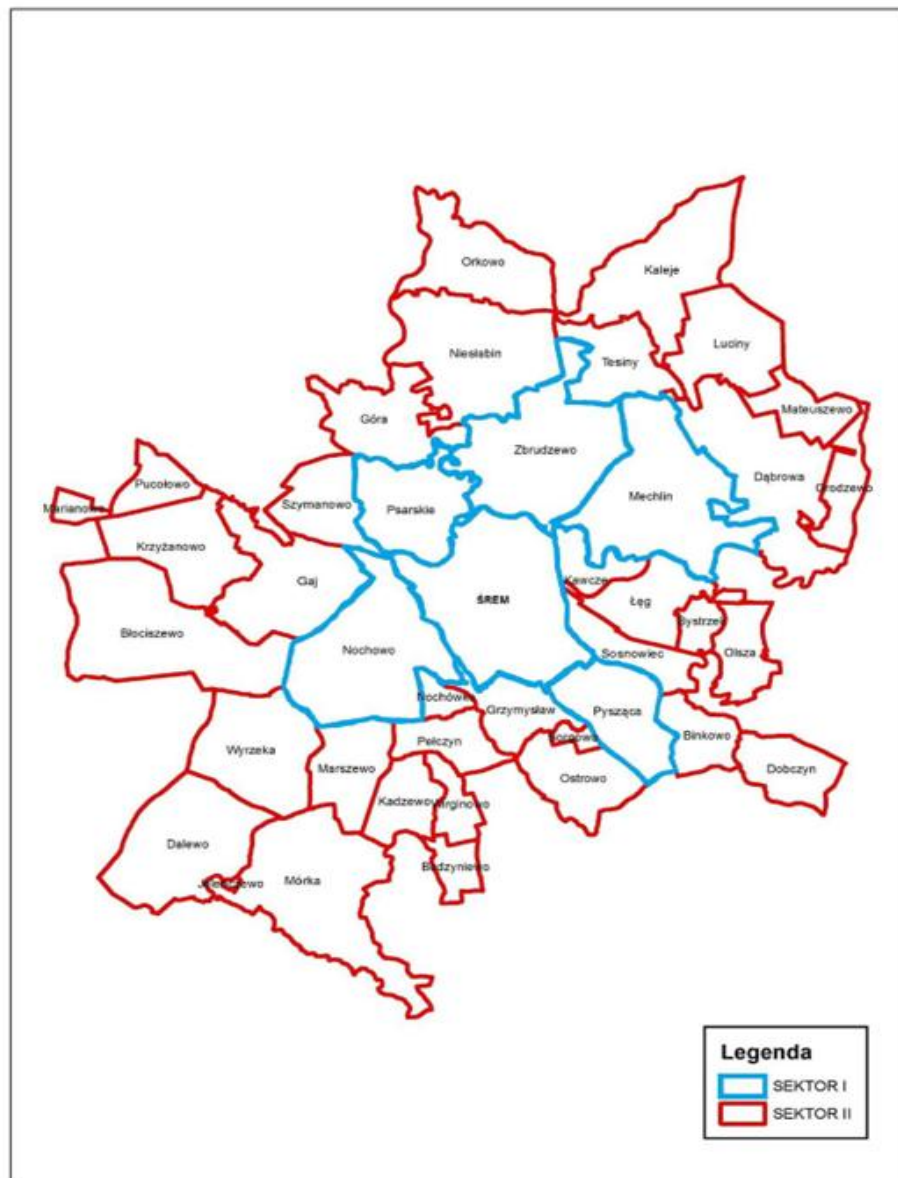 Orkowo
Kaleje
Luciny
Niesłabin
Tesiny
Mateuszewo
Góra
Zbrudzewo
Dąbrowa
Grodzewo
Mechlin
Pucołowo
Szymanowo
Psarskie
Marianowo
Krzyżanowo
Gaj
Kawcze
Łęg
ŚREM
Bystrzek
Błociszewo
Nochowo
Sosnowiec
Olsza
Nochówko
Grzymysław
Pysząca
Binkowo
Pełczyn
Wyrzeka
Marszewo
Ostrowo
Dobczyn
Kadzewo
Dalewo
Mórka
Legenda
SEKTOR I
SEKTOR II